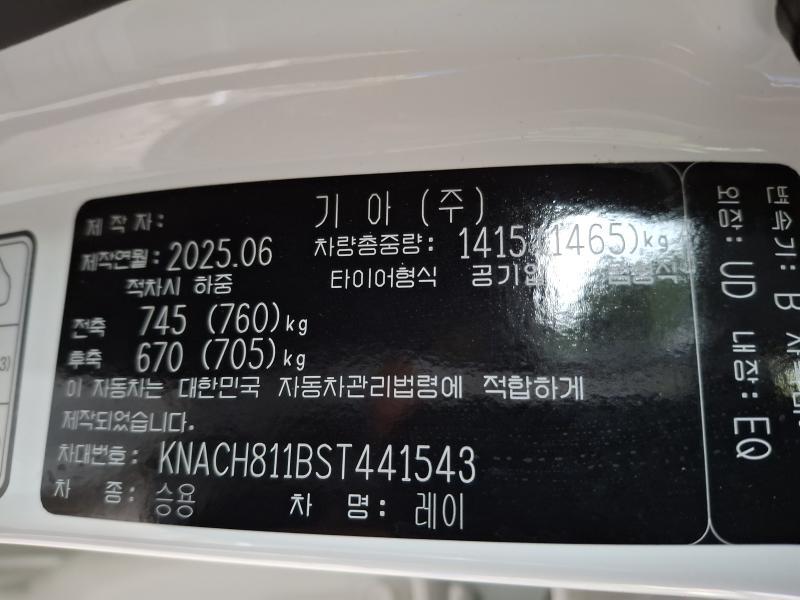 제작자: 기아(주)
제작연월: 2025.06 차량총중량: 1415(1465)kg
적차시 하중 타이어형식 공기압
전축 745 (760)kg
후축 670 (705)kg
이 자동차는 대한민국 자동차관리법령에 적합하게
제작되었습니다.
차대번호: KNACH811BST441543
차 종: 승용 차 명: 레이
변속기: B
외장: UD 내장: EQ
3)